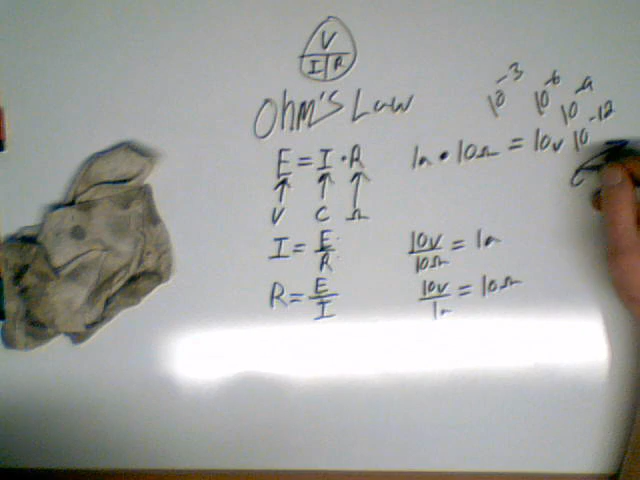 V
I R
10⁻³ 10⁻⁶ 10⁻⁹ 10⁻¹²
Ohm's Law
E = I · R 1a · 10Ω = 10v
V C Ω
I = E/R 10v/10Ω = 1a
R = E/I 10v/1a = 10Ω